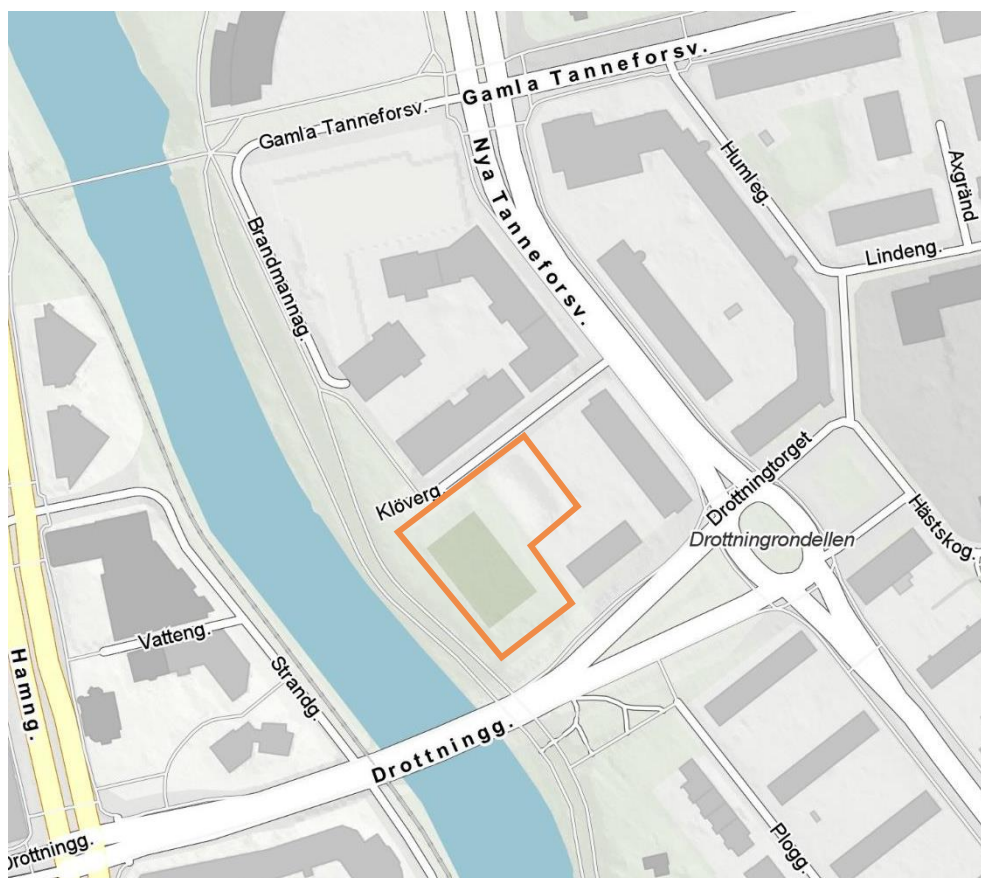 Gamla Tanneforsv.
Gamla Tanneforsv.
Nya Tanneforsv.
Humleg.
Axgränd
Lindeng.
Brandmannag.
Klöverg.
Drottningtorget
Drottningrondellen
Hästskog.
Vatteng.
Strandg.
Hamng.
Drottningg.
Drottningg.
Plogg.